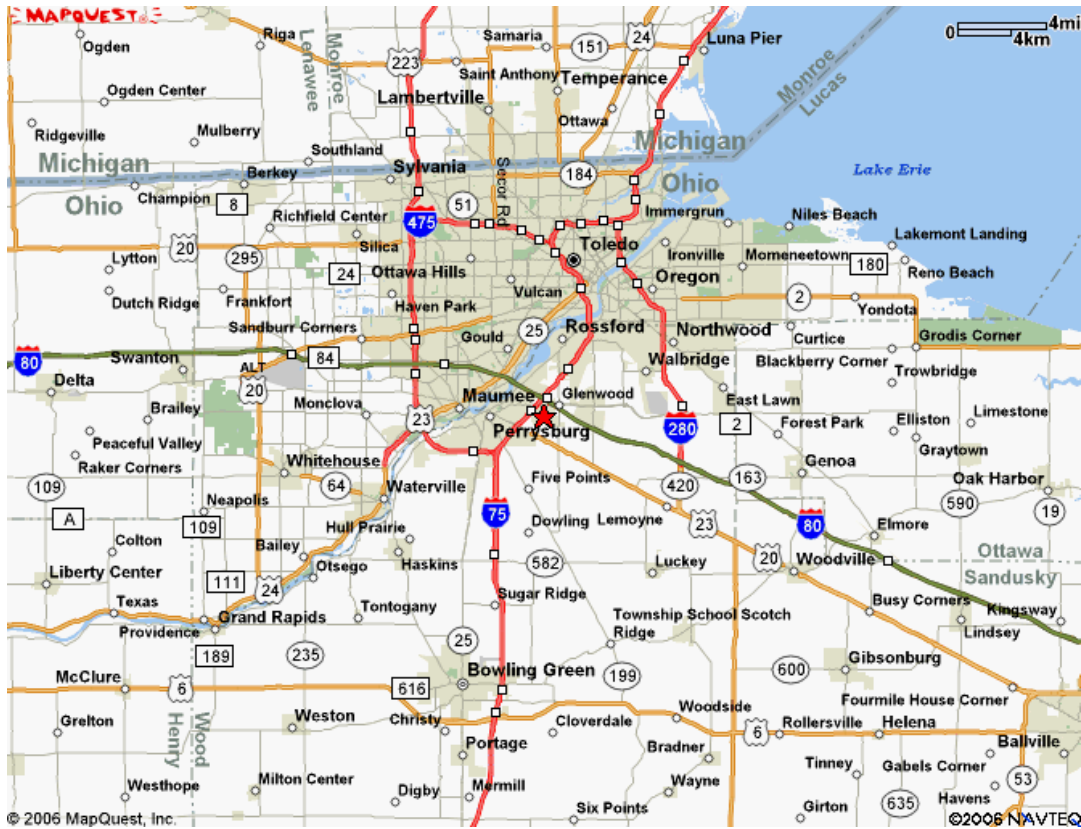 MAPQUEST
Ogden
Riga
Lenawee
Monroe
Samaria
151
24
Luna Pier
0
4mi
4km
223
Saint Anthony
Temperance
Ogden Center
Lambertville
Ottawa
Monroe
Lucas
Ridgeville
Mulberry
Southland
Michigan
Ohio
Sylvania
Secor Rd
Michigan
Ohio
Lake Erie
Champion
Berkey
8
184
475
51
Richfield Center
Immergrun
Niles Beach
20
295
Silica
Toledo
Ironville
Lakemont Landing
Lytton
24
Ottawa Hills
Oregon
Momeneetown
180
Reno Beach
Dutch Ridge
Frankfort
Haven Park
Vulcan
2
Yondota
Sandburr Corners
Gould
25
Rossford
Northwood
Curtice
Grodis Corner
80
Swanton
84
Walbridge
Blackberry Corner
Delta
ALT
20
Trowbridge
Monclova
Maumee
Glenwood
East Lawn
Brailey
23
Perrysburg
280
2
Forest Park
Elliston
Limestone
Peaceful Valley
Graytown
Raker Corners
Whitehouse
Genoa
109
64
Waterville
Five Points
420
163
Oak Harbor
Neapolis
590
A
109
Hull Prairie
75
Dowling
Lemoyne
23
80
Elmore
19
Colton
Bailey
Haskins
582
Luckey
20
Woodville
Ottawa
Sandusky
Liberty Center
111
24
Otsego
Texas
Grand Rapids
Tontogany
Sugar Ridge
Township School Scotch
Ridge
Busy Corners
Kingsway
Providence
Lindsey
189
235
25
199
600
Gibsonburg
McClure
6
616
Bowling Green
Fourmile House Corner
Grelton
Wood
Henry
Weston
Christy
Cloverdale
Woodside
6
Rollersville
Helena
Ballville
Portage
Bradner
Tinney
Gabels Corner
Westhope
Milton Center
Digby
Mermill
Wayne
53
Havens
Six Points
Girton
635
© 2006 MapQuest, Inc.
©2006 NAVTEQ